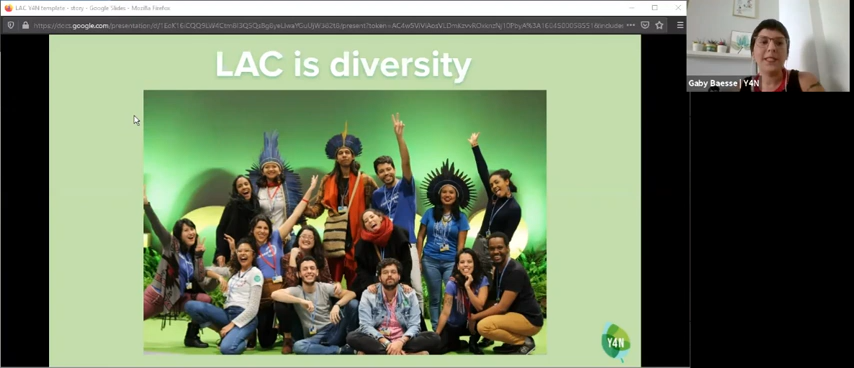 LAC Y4N template - story - Google Slides - Mozilla Firefox
LAC is diversity
Gaby Baesse | Y4N
Y4N